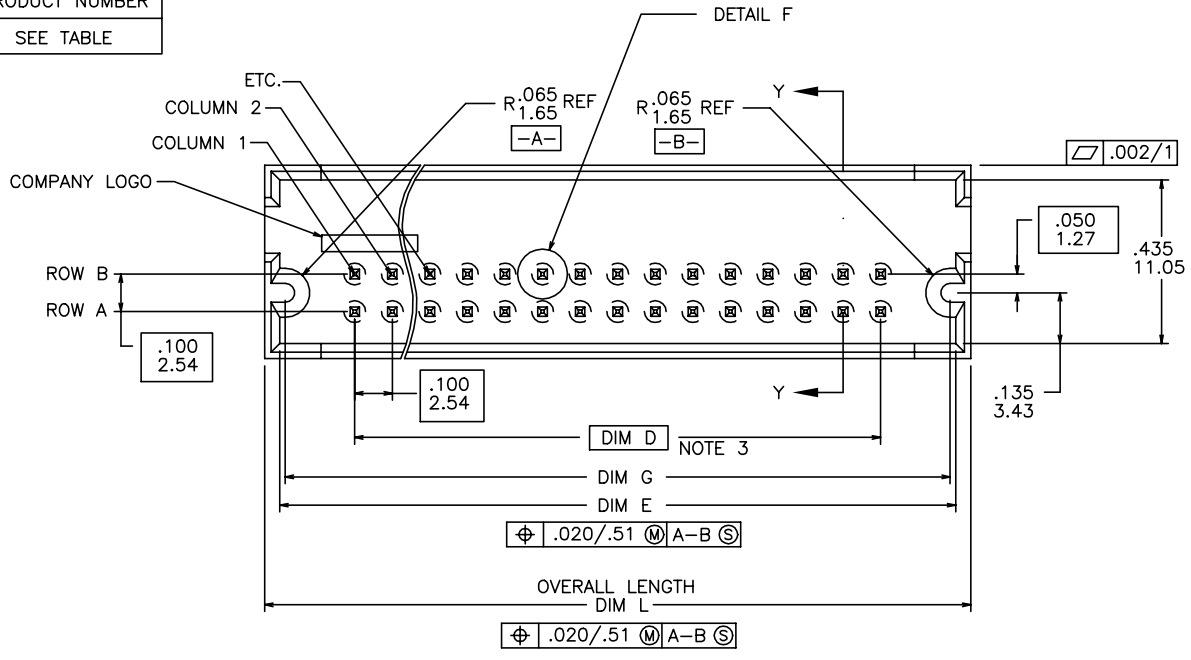 RODUCT NUMBER
SEE TABLE
DETAIL F
ETC.
COLUMN 2
COLUMN 1
COMPANY LOGO
R .065 REF
1.65
-A-
R .065 REF
1.65
-B-
Y
.002/1
.050
1.27
.435
11.05
ROW B
ROW A
.100
2.54
.100
2.54
Y
.135
3.43
DIM D NOTE 3
DIM G
DIM E
⌖ .020/.51 Ⓜ A-B Ⓢ
OVERALL LENGTH
DIM L
⌖ .020/.51 Ⓜ A-B Ⓢ